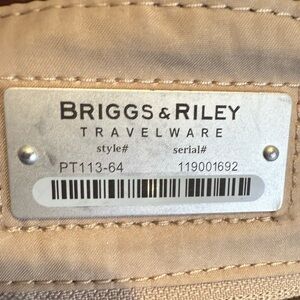 BRIGGS & RILEY
TRAVELWARE
style# serial#
PT113-64 119001692